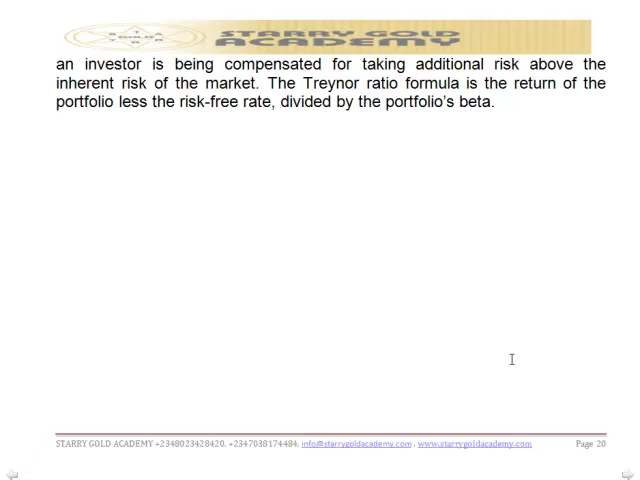 STARRY GOLD
ACADEMY
an investor is being compensated for taking additional risk above the
inherent risk of the market. The Treynor ratio formula is the return of the
portfolio less the risk-free rate, divided by the portfolio's beta.
STARRY GOLD ACADEMY +2348023428420, +2347038174484, info@starrygoldacademy.com , www.starrygoldacademy.com Page 20